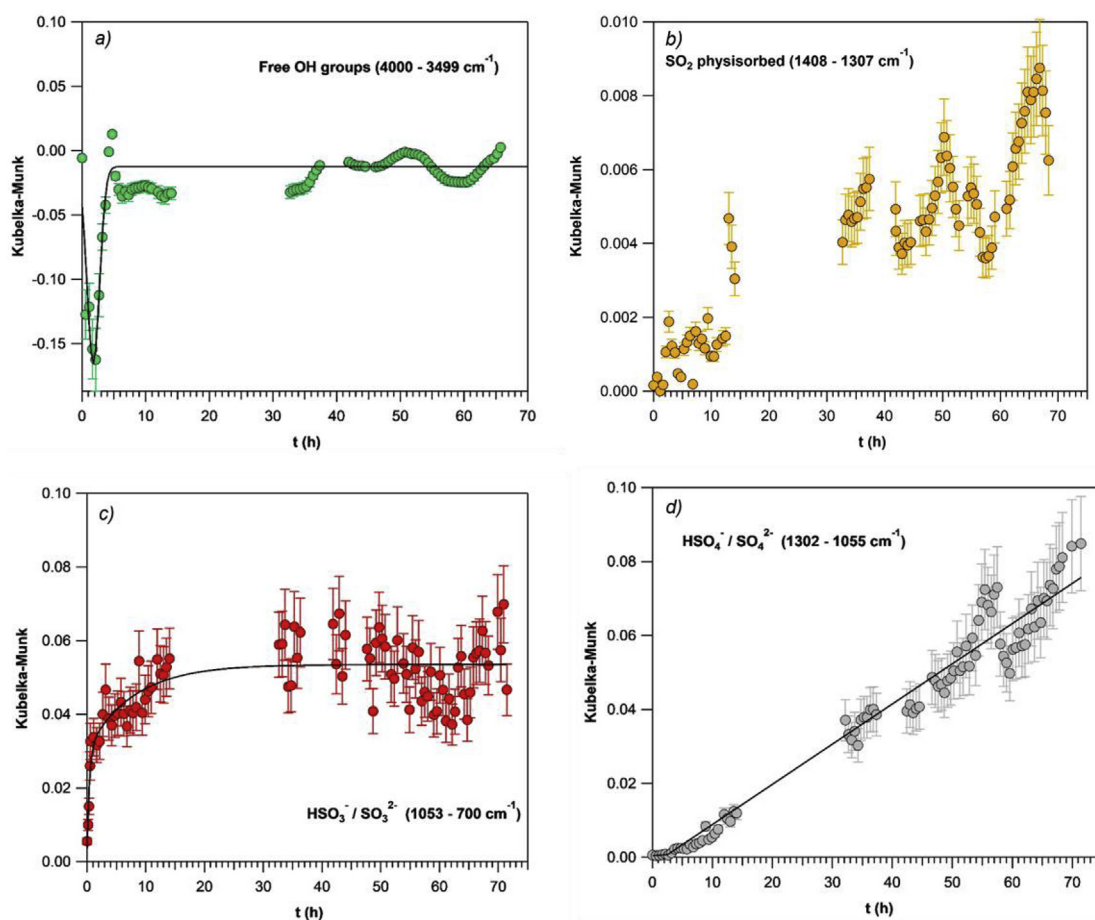 a)
Free OH groups (4000 - 3499 cm⁻¹)
Kubelka-Munk
0.10
0.05
0.00
-0.05
-0.10
-0.15
0 10 20 30 40 50 60 70
t (h)
b)
SO₂ physisorbed (1408 - 1307 cm⁻¹)
Kubelka-Munk
0.010
0.008
0.006
0.004
0.002
0.000
0 10 20 30 40 50 60 70
t (h)
c)
Kubelka-Munk
0.10
0.08
0.06
0.04
0.02
0.00
HSO₃⁻ / SO₃²⁻ (1053 - 700 cm⁻¹)
0 10 20 30 40 50 60 70
t (h)
d)
HSO₄⁻ / SO₄²⁻ (1302 - 1055 cm⁻¹)
Kubelka-Munk
0.10
0.08
0.06
0.04
0.02
0.00
0 10 20 30 40 50 60 70
t (h)